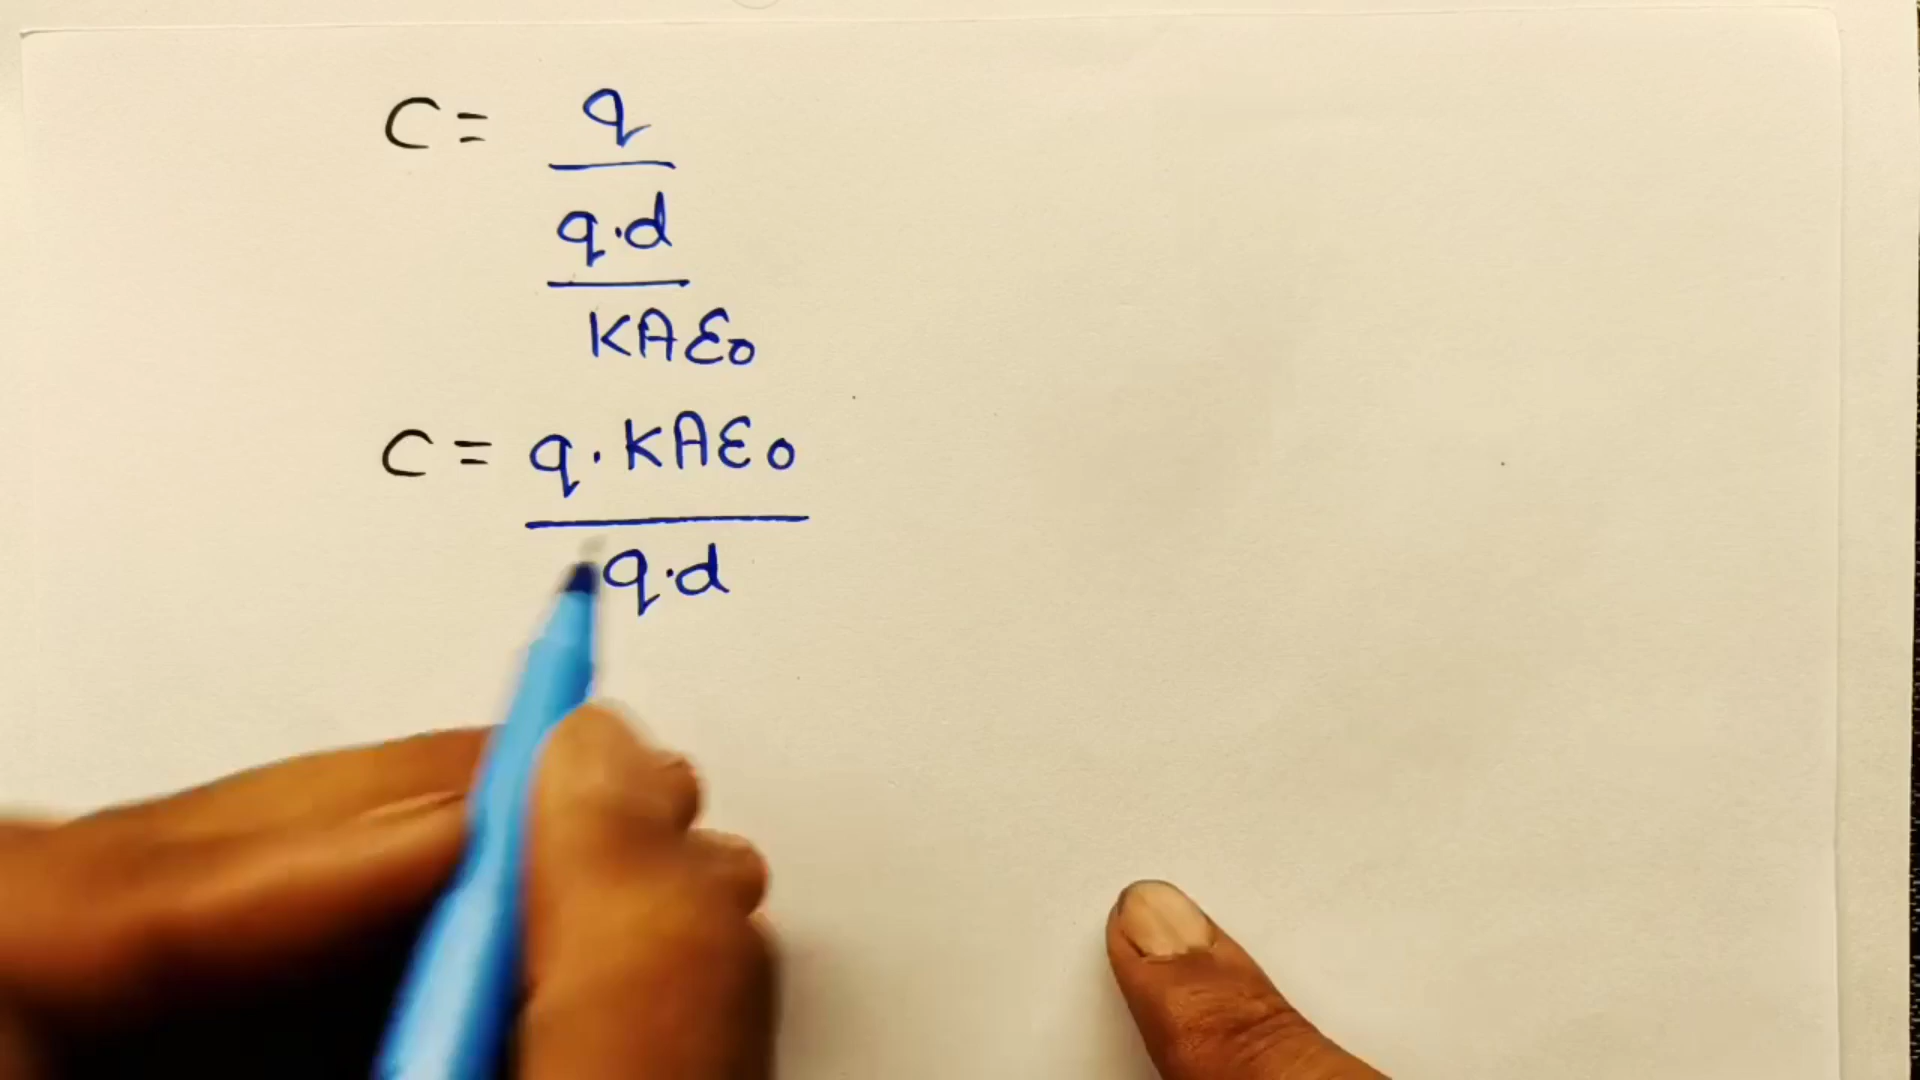 C = q
q·d
KAε0
C = q·KAε0
q·d